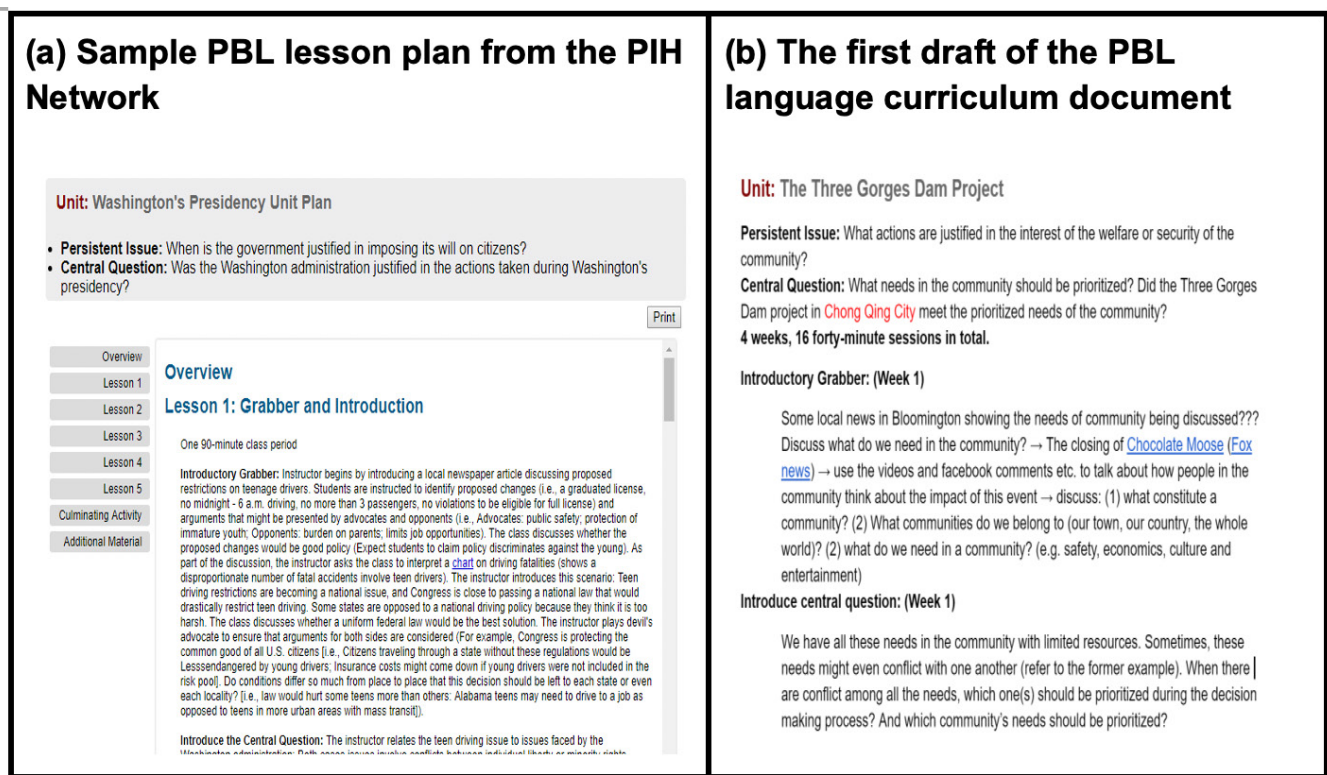 (a) Sample PBL lesson plan from the PIH
Network
Unit: Washington's Presidency Unit Plan
• Persistent Issue: When is the government justified in imposing its will on citizens?
• Central Question: Was the Washington administration justified in the actions taken during Washington's
presidency?
Print
Overview
Lesson 1
Lesson 2
Lesson 3
Lesson 4
Lesson 5
Culminating Activity
Additional Material
Overview
Lesson 1: Grabber and Introduction
One 90-minute class period
Introductory Grabber: Instructor begins by introducing a local newspaper article discussing proposed
restrictions on teenage drivers. Students are instructed to identify proposed changes (i.e., a graduated license,
no midnight - 6 a.m. driving, no more than 3 passengers, no violations to be eligible for full license) and
arguments that might be presented by advocates and opponents (i.e., Advocates: public safety; protection of
immature youth; Opponents: burden on parents; limits job opportunities). The class discusses whether the
proposed changes would be good policy (Expect students to claim policy discriminates against the young). As
part of the discussion, the instructor asks the class to interpret a chart on driving fatalities (shows a
disproportionate number of fatal accidents involve teen drivers). The instructor introduces this scenario: Teen
driving restrictions are becoming a national issue, and Congress is close to passing a national law that would
drastically restrict teen driving. Some states are opposed to a national driving policy because they think it is too
harsh. The class discusses whether a uniform federal law would be the best solution. The instructor plays devil's
advocate to ensure that arguments for both sides are considered (For example, Congress is protecting the
common good of all U.S. citizens [i.e., Citizens traveling through a state without these regulations would be
Lesssendangered by young drivers; Insurance costs might come down if young drivers were not included in the
risk pool]. Do conditions differ so much from place to place that this decision should be left to each state or even
each locality? [i.e., law would hurt some teens more than others: Alabama teens may need to drive to a job as
opposed to teens in more urban areas with mass transit]).
Introduce the Central Question: The instructor relates the teen driving issue to issues faced by the
Washington administration: Both cases issues involve conflicts between individual liberty or minority rights
(b) The first draft of the PBL
language curriculum document
Unit: The Three Gorges Dam Project
Persistent Issue: What actions are justified in the interest of the welfare or security of the
community?
Central Question: What needs in the community should be prioritized? Did the Three Gorges
Dam project in Chong Qing City meet the prioritized needs of the community?
4 weeks, 16 forty-minute sessions in total.
Introductory Grabber: (Week 1)
Some local news in Bloomington showing the needs of community being discussed???
Discuss what do we need in the community? → The closing of Chocolate Moose (Fox
news) → use the videos and facebook comments etc. to talk about how people in the
community think about the impact of this event → discuss: (1) what constitute a
community? (2) What communities do we belong to (our town, our country, the whole
world)? (2) what do we need in a community? (e.g. safety, economics, culture and
entertainment)
Introduce central question: (Week 1)
We have all these needs in the community with limited resources. Sometimes, these
needs might even conflict with one another (refer to the former example). When there
are conflict among all the needs, which one(s) should be prioritized during the decision
making process? And which community's needs should be prioritized?